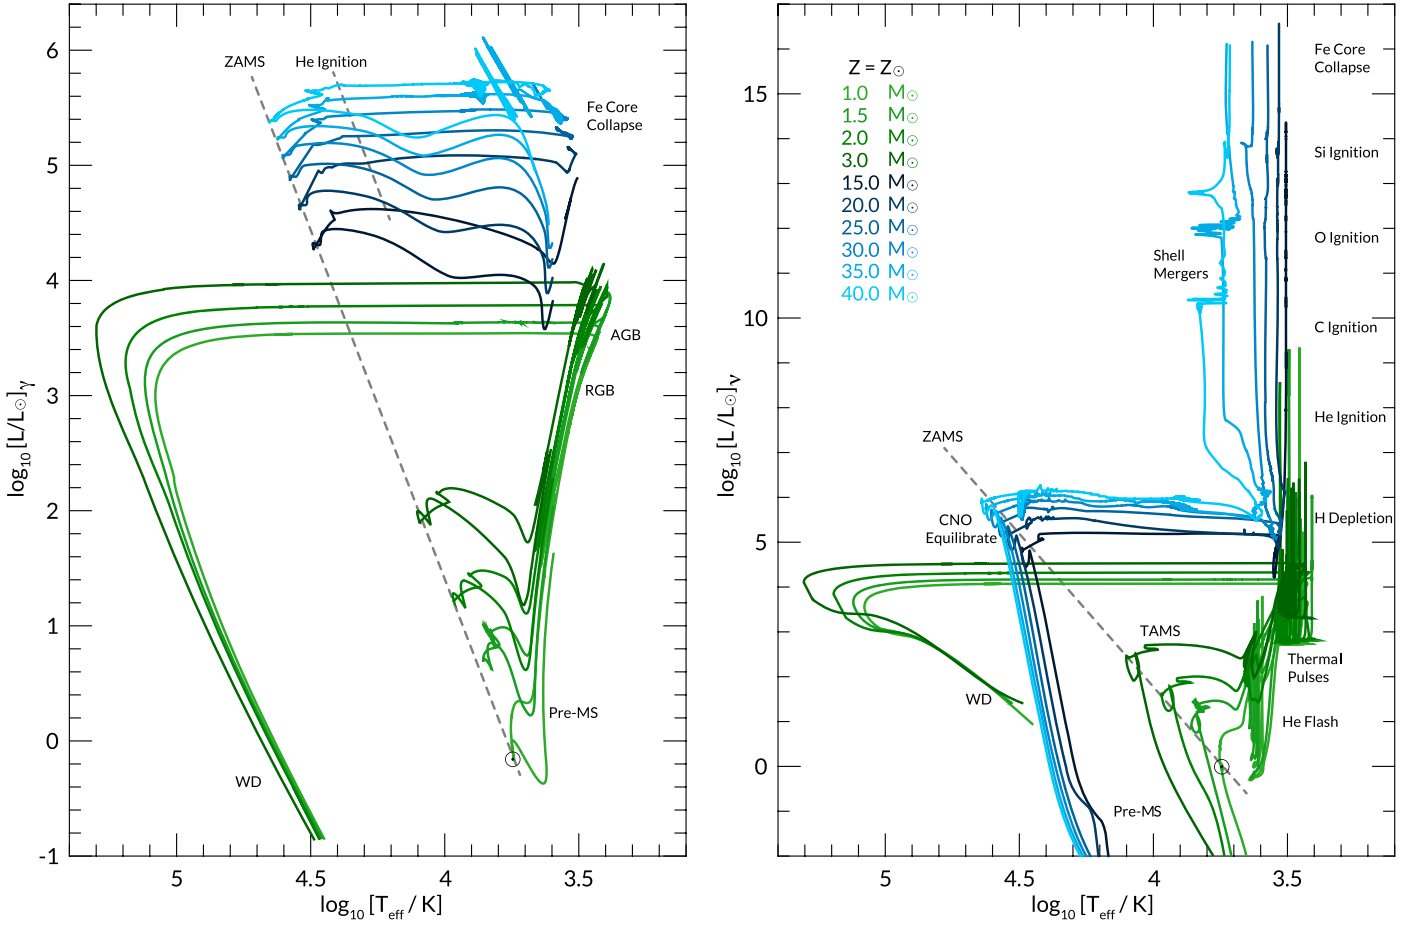 6
5
4
3
2
1
0
-1
5
4.5
4
3.5
log10 [L/L☉]γ
log10 [Teff / K]
ZAMS
He Ignition
Fe Core
Collapse
AGB
RGB
Pre-MS
WD
15
10
5
0
5
4.5
4
3.5
log10 [L/L☉]ν
log10 [Teff / K]
Z = Z☉
1.0 M☉
1.5 M☉
2.0 M☉
3.0 M☉
15.0 M☉
20.0 M☉
25.0 M☉
30.0 M☉
35.0 M☉
40.0 M☉
Fe Core
Collapse
Si Ignition
O Ignition
Shell
Mergers
C Ignition
He Ignition
ZAMS
CNO
Equilibrate
H Depletion
TAMS
Thermal
Pulses
WD
He Flash
Pre-MS